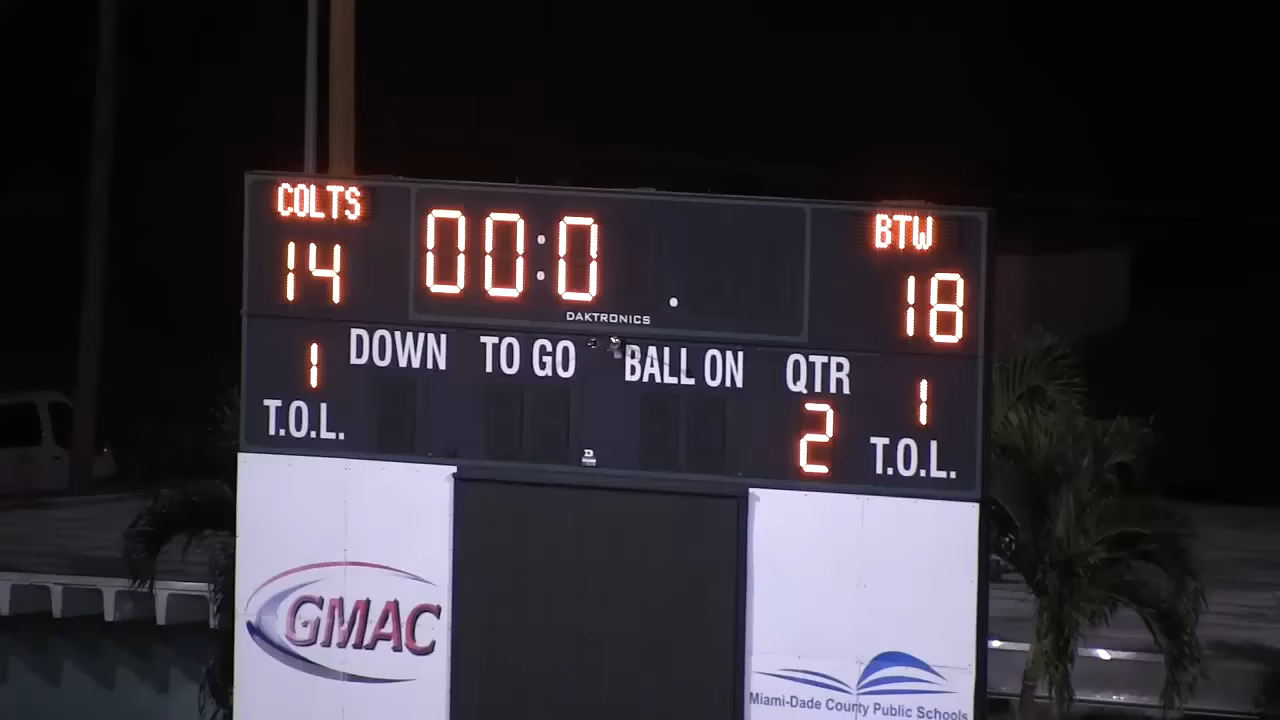 COLTS
00:0.
BTW
14
18
DAKTRONICS
1
DOWN
TO GO
BALL ON
QTR
1
T.O.L.
2
T.O.L.
GMAC
Miami-Dade County Public Schools